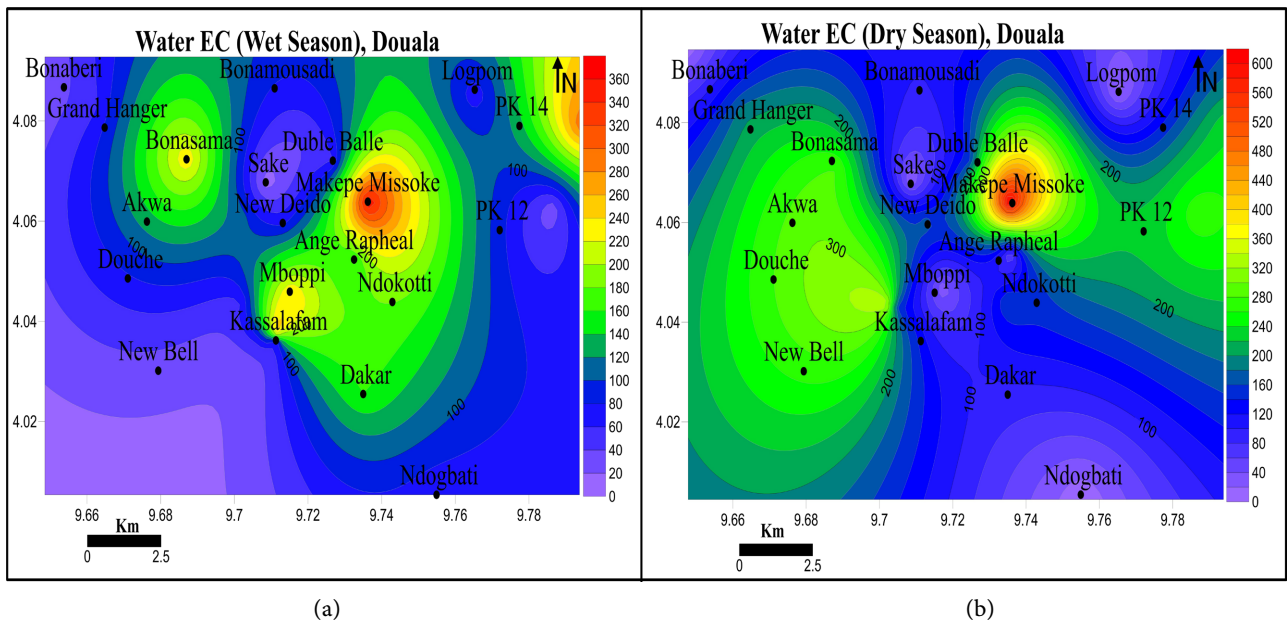 Water EC (Wet Season), Douala
Bonaberi
Bonamousadi
Logpom
N
Grand Hanger
PK 14
4.08
Bonasama
100
Duble Balle
100
Sake
Makepe Missoke
Akwa
New Deido
PK 12
4.06
100
Ange Rapheal
200
Douche
Mboppi
Ndokotti
4.04
Kassalafam
200
100
New Bell
Dakar
4.02
100
Ndogbati
9.66 9.68 9.7 9.72 9.74 9.76 9.78
Km
0 2.5
360
340
320
300
280
260
240
220
200
180
160
140
120
100
80
60
40
20
0
(a)
Water EC (Dry Season), Douala
Bonaberi
Bonamousadi
Logpom
N
Grand Hanger
PK 14
4.08
200
Bonasama
Duble Balle
200
Sake
100
200
300
Makepe Missoke
Akwa
New Deido
PK 12
4.06
300
Ange Rapheal
Douche
Mboppi
Ndokotti
200
4.04
Kassalafam
100
New Bell
200
Dakar
100
100
4.02
Ndogbati
9.66 9.68 9.7 9.72 9.74 9.76 9.78
Km
0 2.5
600
560
520
480
440
400
360
320
280
240
200
160
120
80
40
0
(b)